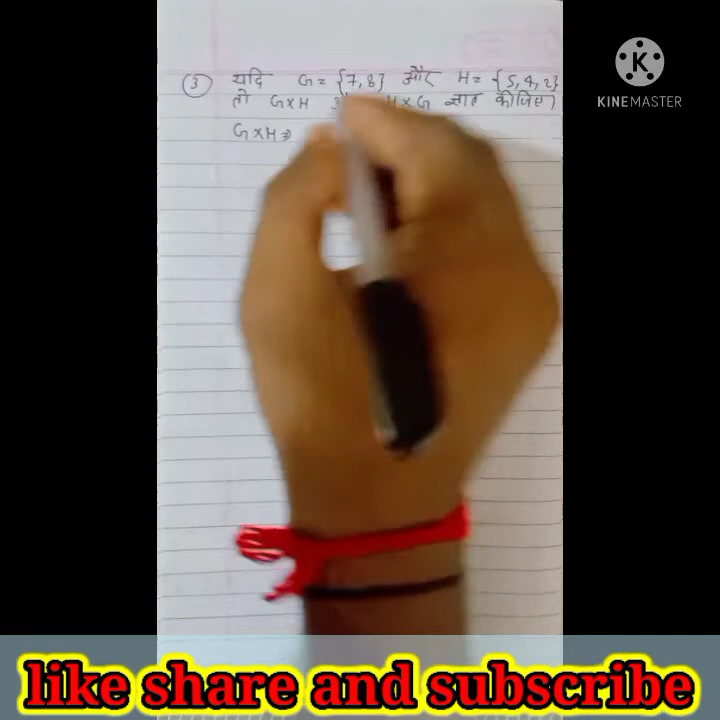 ③ यदि G = {7, 8} और H = {5, 4, 2}
तो G×H H×G ज्ञात कीजिए।
G×H ⇒
KINEMASTER
like share and subscribe